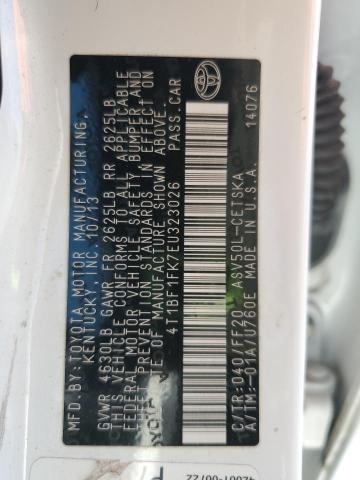 MFD.BY:TOYOTA MOTOR MANUFACTURING,
KENTUCKY, INC. 10/13
GVWR 4630LB GAWR FR 2625LB RR 2625LB
THIS VEHICLE CONFORMS TO ALL APPLICABLE
FEDERAL MOTOR VEHICLE SAFETY, BUMPER AND
THEFT PREVENTION STANDARDS IN EFFECT ON
THE DATE OF MANUFACTURE SHOWN ABOVE.
4T1BF1FK7EU323026 PASS.CAR
C/TR:040/FF20 ASV50L-CETSKA
A/TM:-01A/U760E MADE IN U.S.A. 14076
TOYOTA